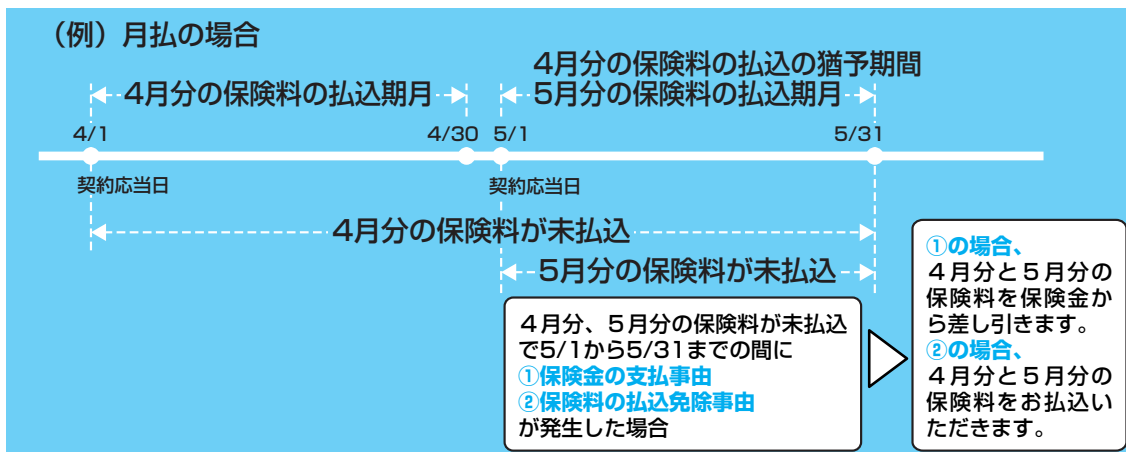 （例）月払の場合
4月分の保険料の払込の猶予期間
4月分の保険料の払込期月
5月分の保険料の払込期月
4/1
4/30
5/1
5/31
契約応当日
契約応当日
4月分の保険料が未払込
5月分の保険料が未払込
４月分、５月分の保険料が未払込
で5/1から5/31までの間に
①保険金の支払事由
②保険料の払込免除事由
が発生した場合
①の場合、
４月分と５月分の
保険料を保険金か
ら差し引きます。
②の場合、
４月分と５月分の
保険料をお払込い
ただきます。